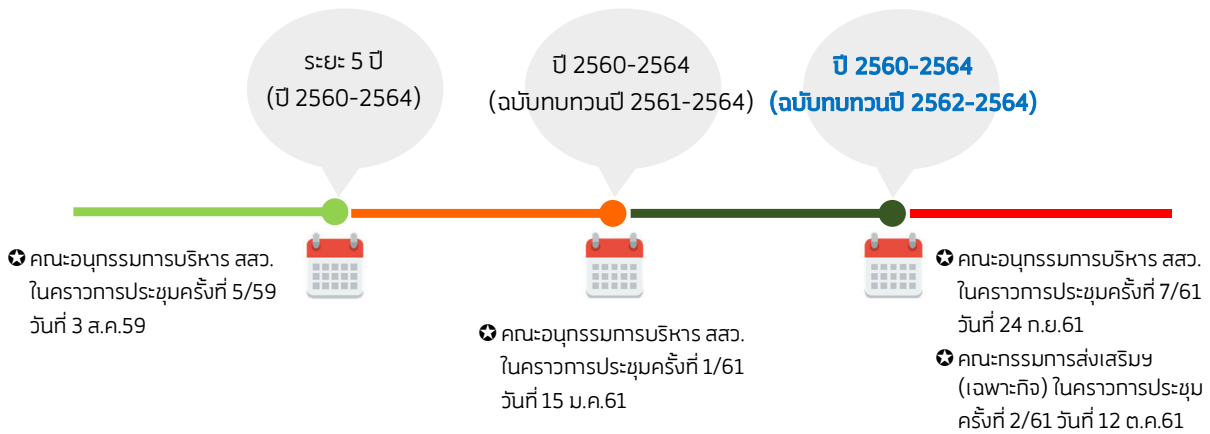 ระยะ 5 ปี
(ปี 2560-2564)
ปี 2560-2564
(ฉบับทบทวนปี 2561-2564)
ปี 2560-2564
(ฉบับทบทวนปี 2562-2564)
✪ คณะอนุกรรมการบริหาร สสว.
ในคราวการประชุมครั้งที่ 5/59
วันที่ 3 ส.ค.59
✪ คณะอนุกรรมการบริหาร สสว.
ในคราวการประชุมครั้งที่ 1/61
วันที่ 15 ม.ค.61
✪ คณะอนุกรรมการบริหาร สสว.
ในคราวการประชุมครั้งที่ 7/61
วันที่ 24 ก.ย.61
✪ คณะกรรมการส่งเสริมฯ
(เฉพาะกิจ) ในคราวการประชุม
ครั้งที่ 2/61 วันที่ 12 ต.ค.61